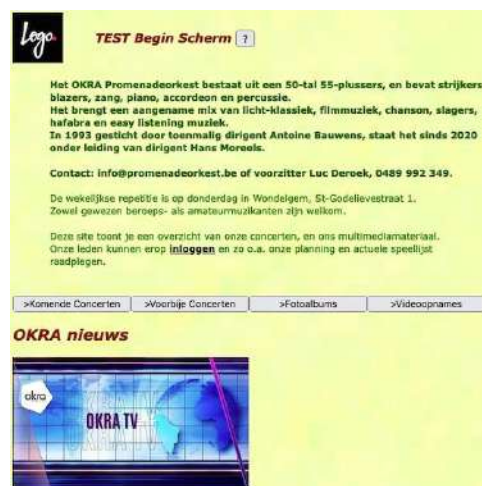 Logo
TEST Begin Scherm ?
Het OKRA Promenadeorkest bestaat uit een 50-tal 55-plussers, en bevat strijkers
blazers, zang, piano, accordeon en percussie.
Het brengt een aangename mix van licht-klassiek, filmmuziek, chanson, slagers,
hafabra en easy listening muziek.
In 1993 gesticht door toenmalig dirigent Antoine Bauwens, staat het sinds 2020
onder leiding van dirigent Hans Moreels.
Contact: info@promenadeorkest.be of voorzitter Luc Deroek, 0489 992 349.
De wekelijkse repetitie is op donderdag in Wondelgem, St-Godelievestraat 1.
Zowel gewezen beroeps- als amateurmuzikanten zijn welkom.
Deze site toont je een overzicht van onze concerten, en ons multimediamateriaal.
Onze leden kunnen erop inloggen en zo o.a. onze planning en actuele speellijst
raadplegen.
>Komende Concerten >Voorbije Concerten >Fotoalbums >Videoopnames
OKRA nieuws
okra
OKRA TV